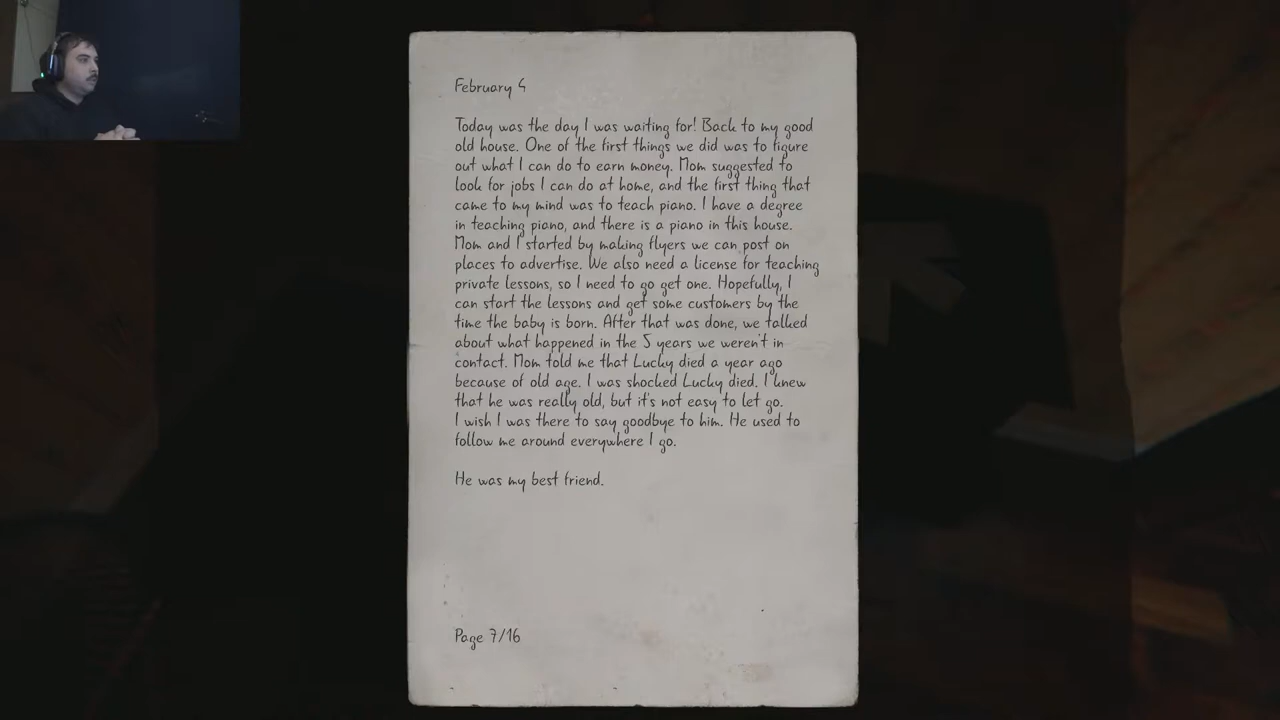 February 4
Today was the day I was waiting for! Back to my good
old house. One of the first things we did was to figure
out what I can do to earn money. Mom suggested to
look for jobs I can do at home, and the first thing that
came to my mind was to teach piano. I have a degree
in teaching piano, and there is a piano in this house.
Mom and I started by making flyers we can post on
places to advertise. We also need a license for teaching
private lessons, so I need to go get one. Hopefully, I
can start the lessons and get some customers by the
time the baby is born. After that was done, we talked
about what happened in the 5 years we weren't in
contact. Mom told me that Lucky died a year ago
because of old age. I was shocked Lucky died. I knew
that he was really old, but it's not easy to let go.
I wish I was there to say goodbye to him. He used to
follow me around everywhere I go.
He was my best friend.
Page 7/16